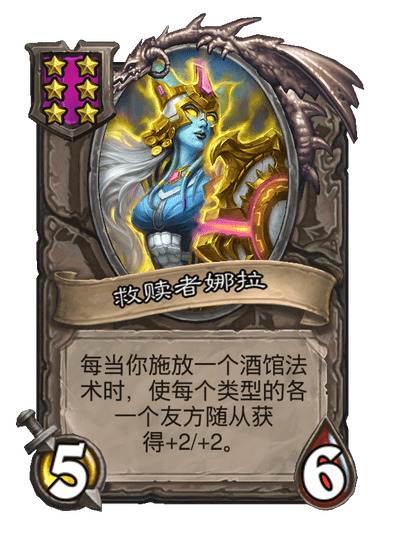 救赎者娜拉
每当你施放一个酒馆法
术时，使每个类型的各
一个友方随从获
得+2/+2。
5
6